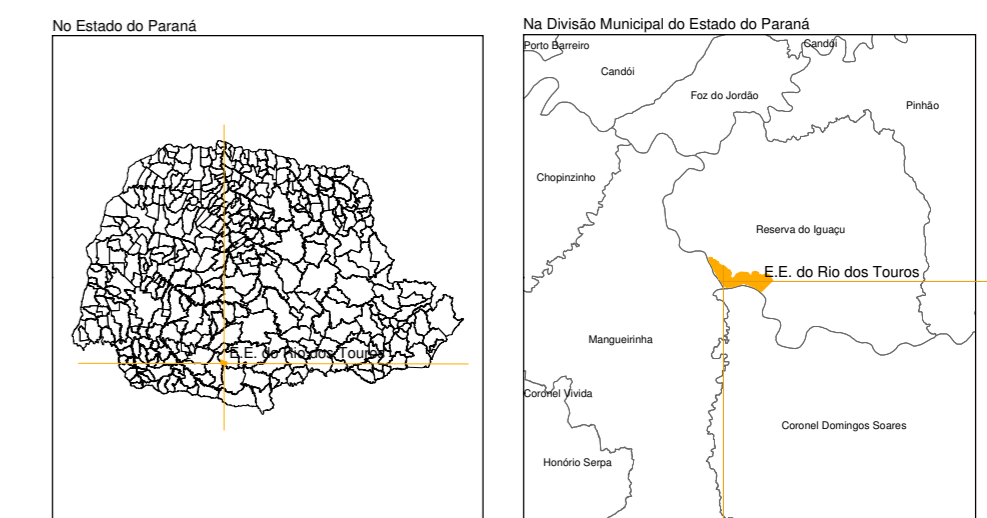 No Estado do Paraná
E.E. do Rio dos Touros
Na Divisão Municipal do Estado do Paraná
Porto Barreiro
Candói
Candói
Foz do Jordão
Pinhão
Chopinzinho
Reserva do Iguaçu
E.E. do Rio dos Touros
Mangueirinha
Coronel Vivida
Coronel Domingos Soares
Honório Serpa